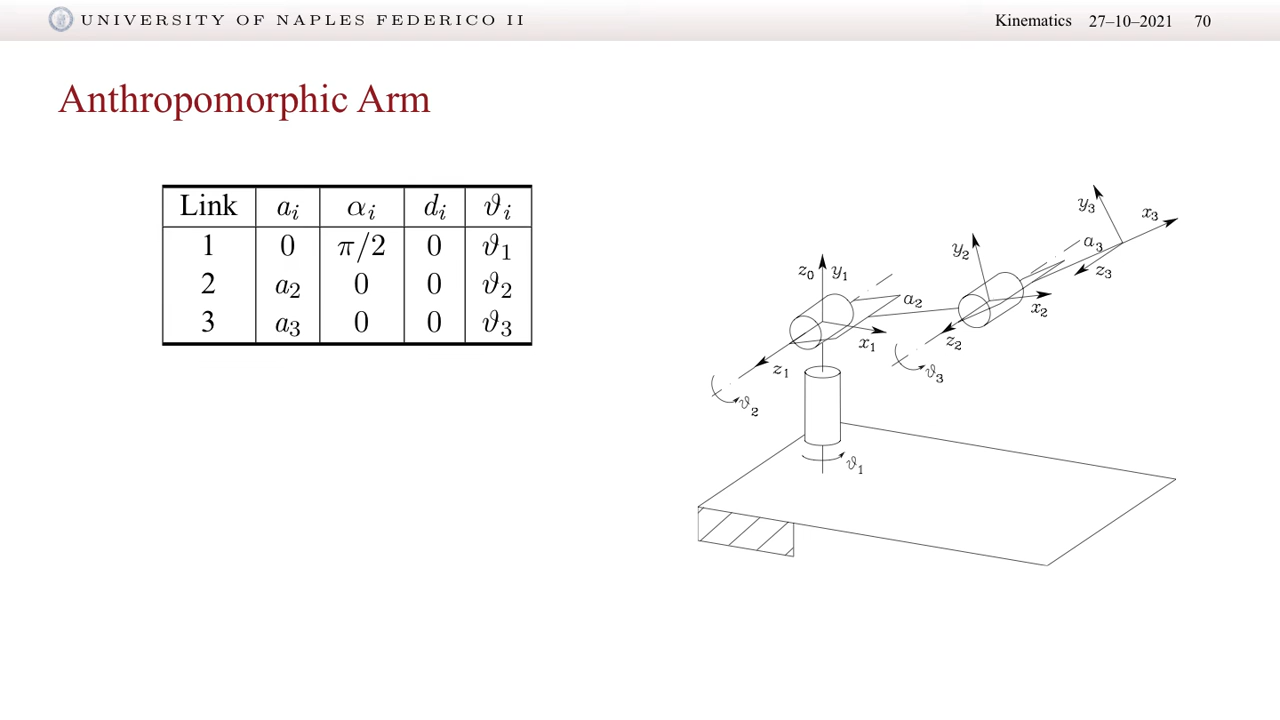 UNIVERSITY OF NAPLES FEDERICO II
Kinematics 27–10–2021 70
Anthropomorphic Arm
Link aᵢ αᵢ dᵢ ϑᵢ
1 0 π/2 0 ϑ₁
2 a₂ 0 0 ϑ₂
3 a₃ 0 0 ϑ₃
y₃ x₃
a₃
z₃
y₂
z₀ y₁
a₂
x₂
x₁ z₂
z₁ ϑ₃
ϑ₂
ϑ₁